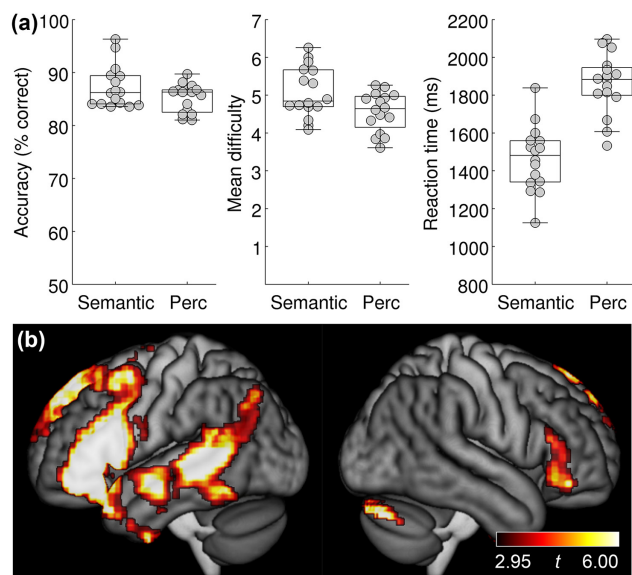 (a)
Accuracy (% correct)
100
90
80
70
60
50
Semantic Perc
Mean difficulty
7
6
5
4
3
2
1
Semantic Perc
Reaction time (ms)
2200
2000
1800
1600
1400
1200
1000
800
Semantic Perc
(b)
2.95 t 6.00